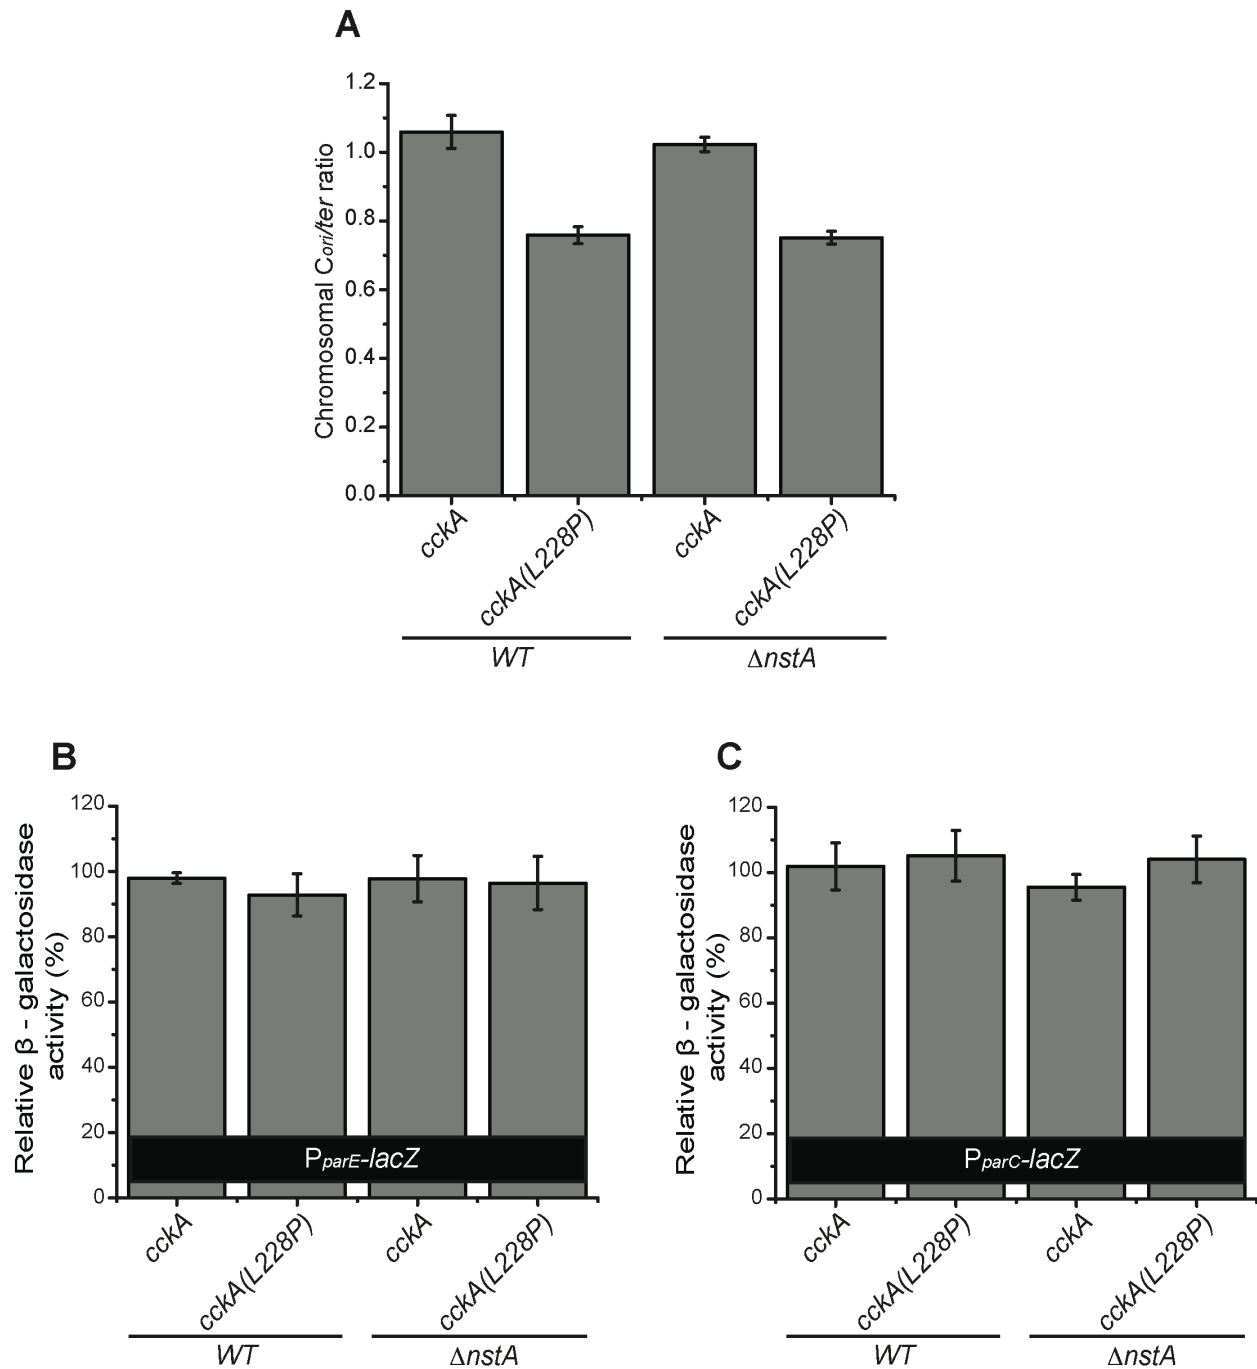 A
Chromosomal Cori/ter ratio
1.2
1.0
0.8
0.6
0.4
0.2
0.0
cckA
cckA(L228P)
cckA
cckA(L228P)
WT
ΔnstA
B
Relative β - galactosidase
activity (%)
120
100
80
60
40
20
0
PparE-lacZ
cckA
cckA(L228P)
cckA
cckA(L228P)
WT
ΔnstA
C
Relative β - galactosidase
activity (%)
120
100
80
60
40
20
0
PparC-lacZ
cckA
cckA(L228P)
cckA
cckA(L228P)
WT
ΔnstA